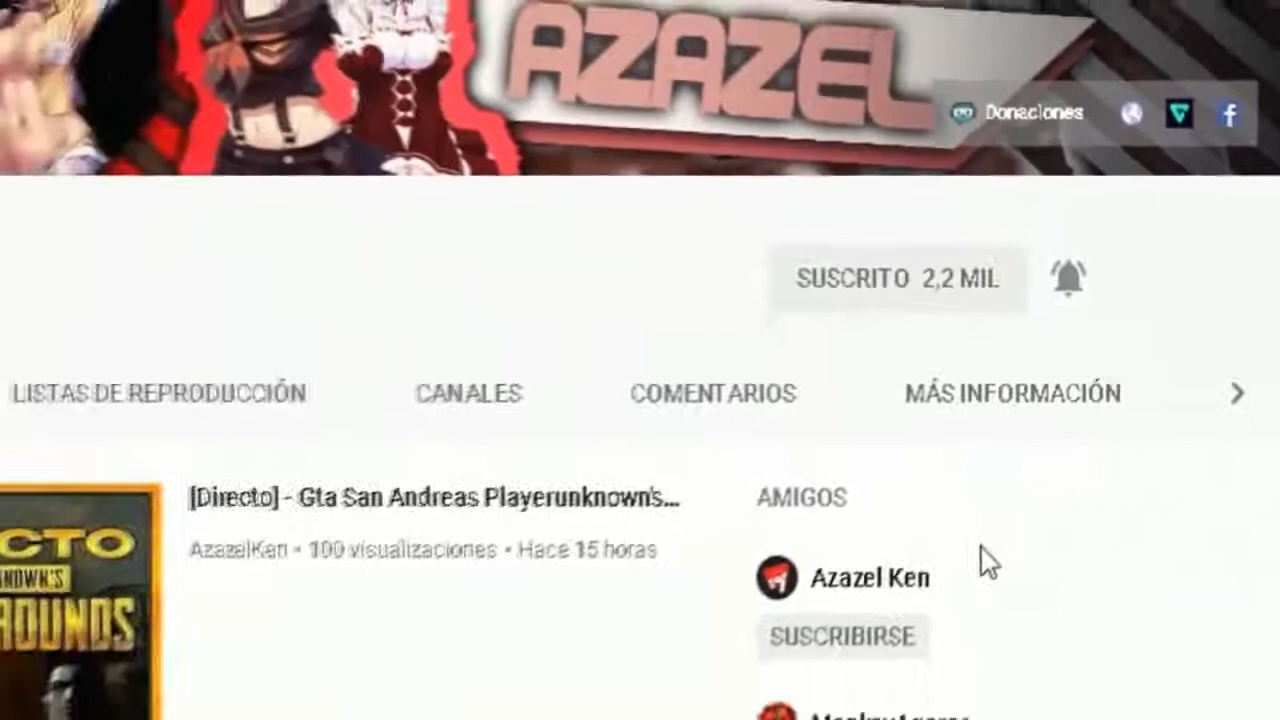 AZAZEL
Donaciones
SUSCRITO 2,2 MIL
LISTAS DE REPRODUCCIÓN CANALES COMENTARIOS MÁS INFORMACIÓN
[Directo] - Gta San Andreas Playerunknown's...
AMIGOS
AzazelKen • 100 visualizaciones • Hace 15 horas
CTO
NOWN'S
Azazel Ken
SUSCRIBIRSE